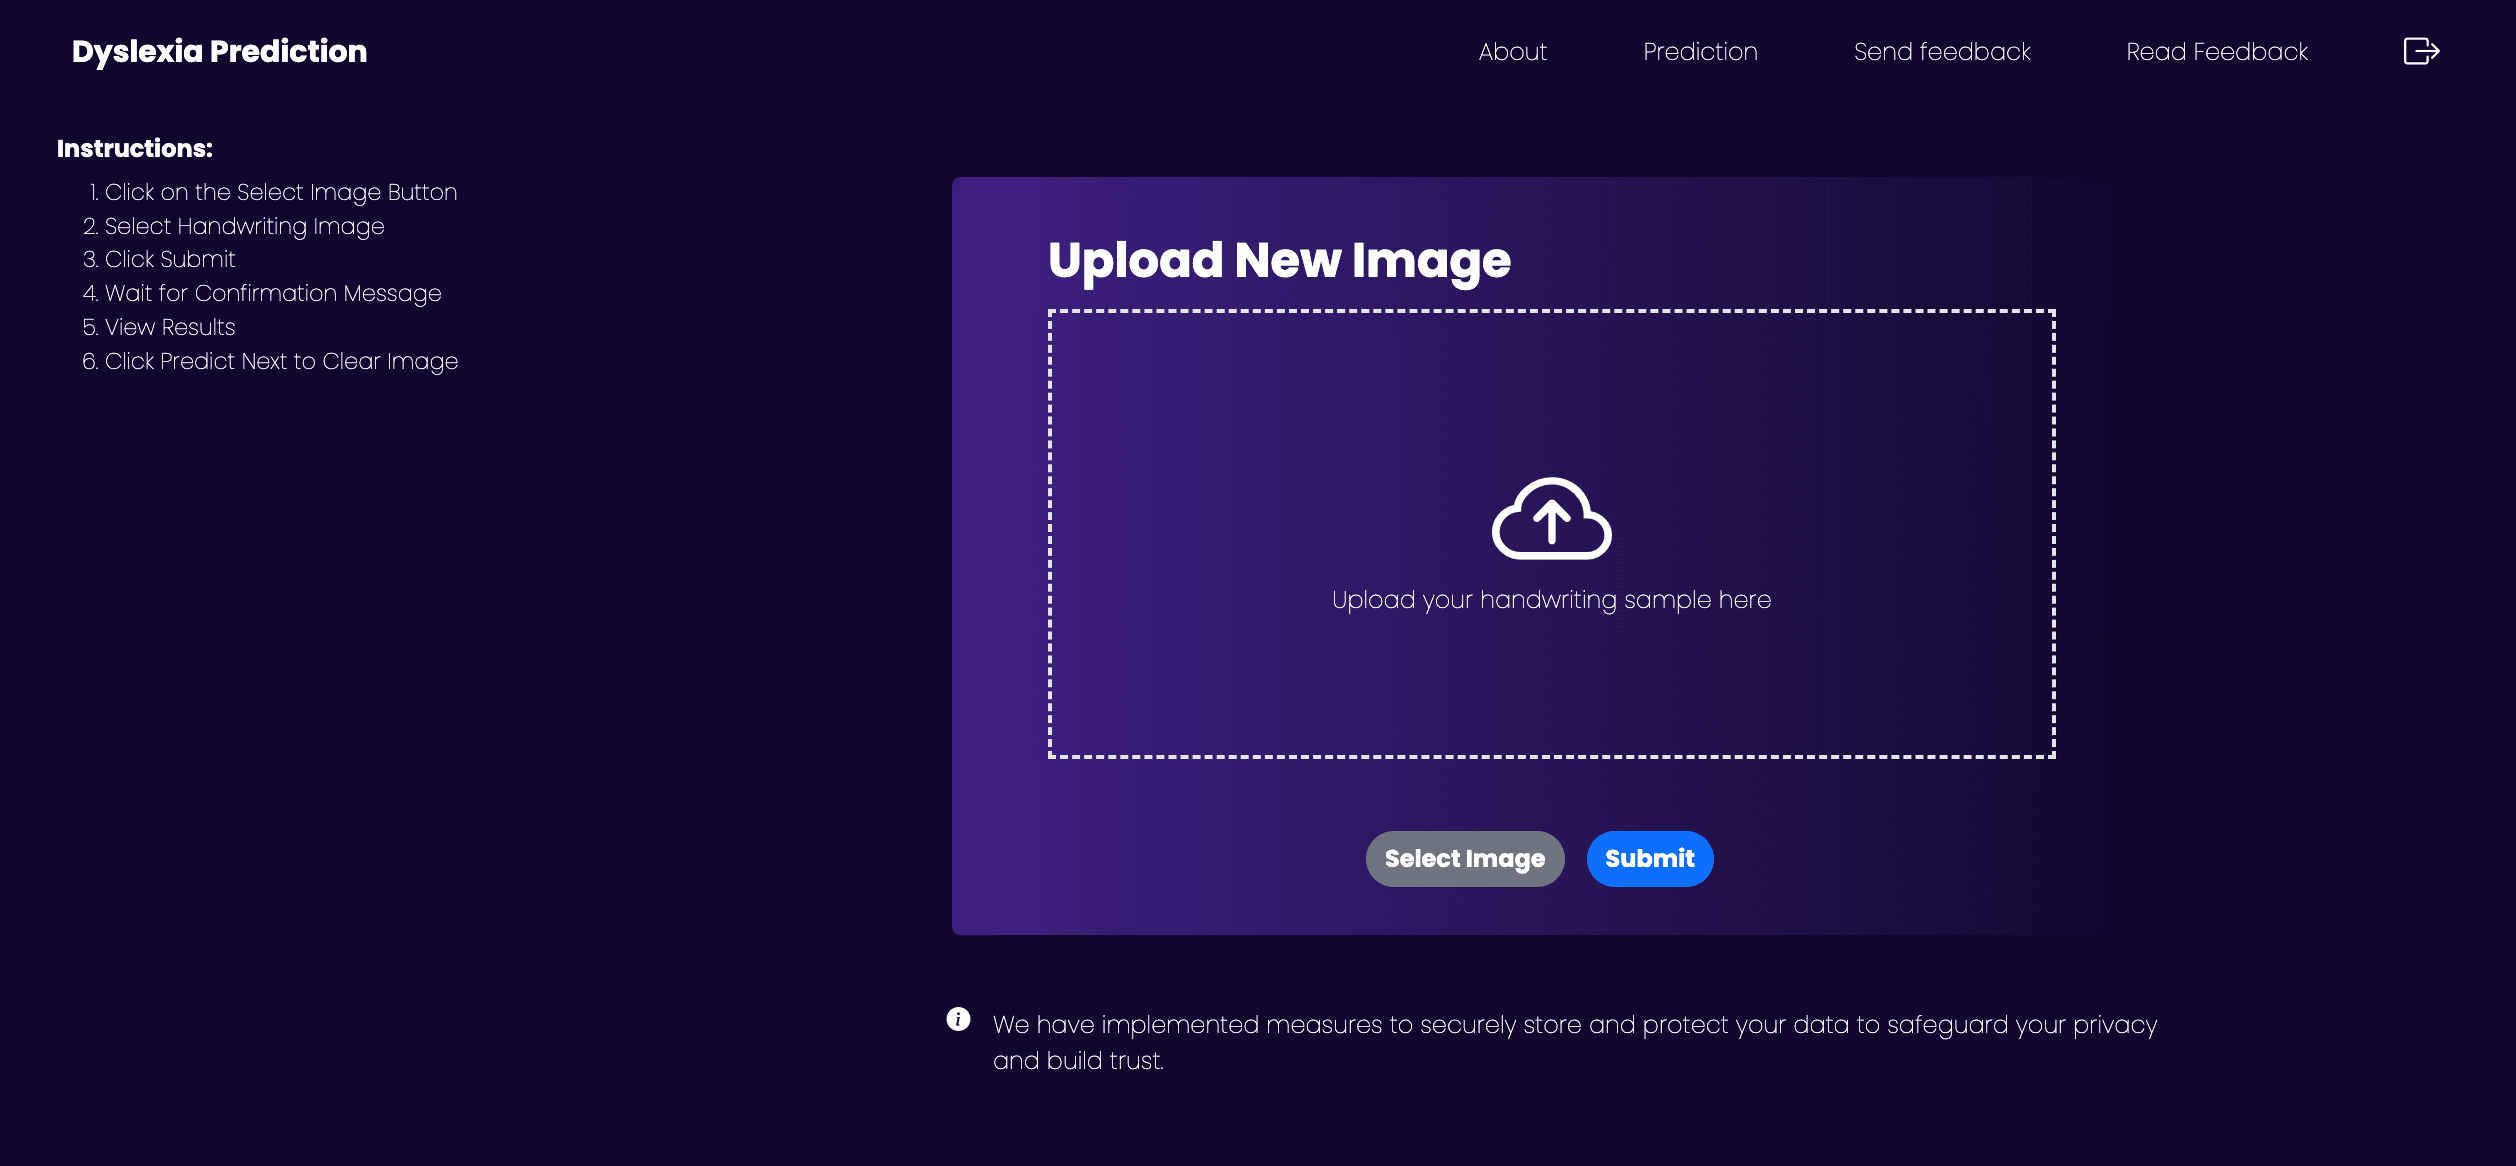 Dyslexia Prediction
About
Prediction
Send feedback
Read Feedback
Instructions:
1. Click on the Select Image Button
2. Select Handwriting Image
3. Click Submit
4. Wait for Confirmation Message
5. View Results
6. Click Predict Next to Clear Image
Upload New Image
Upload your handwriting sample here
Select Image
Submit
We have implemented measures to securely store and protect your data to safeguard your privacy
and build trust.